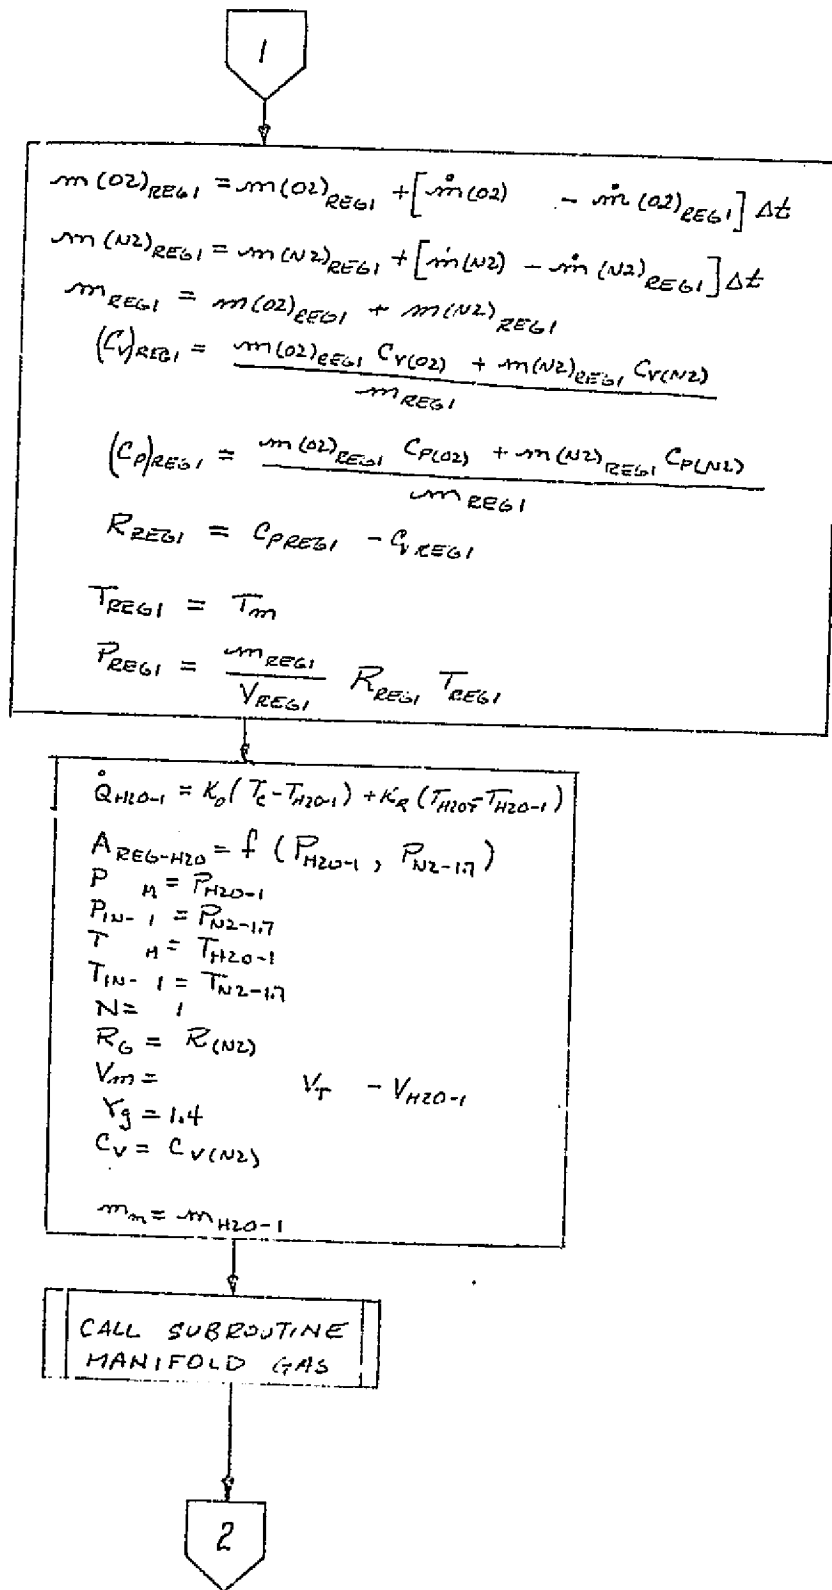 1
m(O2)REG1 = m(O2)REG1 + [ṁ(O2) - ṁ(O2)REG1] Δt
m(N2)REG1 = m(N2)REG1 + [ṁ(N2) - ṁ(N2)REG1] Δt
mREG1 = m(O2)REG1 + m(N2)REG1
(Cv)REG1 = m(O2)REG1 Cv(O2) + m(N2)REG1 Cv(N2)
mREG1
(Cp)REG1 = m(O2)REG1 Cp(O2) + m(N2)REG1 Cp(N2)
mREG1
RREG1 = CpREG1 - CvREG1
TREG1 = Tm
PREG1 = mREG1 / VREG1 RREG1 TREG1
Q̇H2O-1 = Ko(Tc - TH2O-1) + KR(TH2OT - TH2O-1)
AREG-H2O = f (PH2O-1, PN2-1.7)
P M = PH2O-1
PIN- 1 = PN2-1.7
T M = TH2O-1
TIN- 1 = TN2-1.7
N= 1
RG = R(N2)
Vm = VT - VH2O-1
γg = 1.4
Cv = Cv(N2)
mm = mH2O-1
CALL SUBROUTINE
MANIFOLD GAS
2